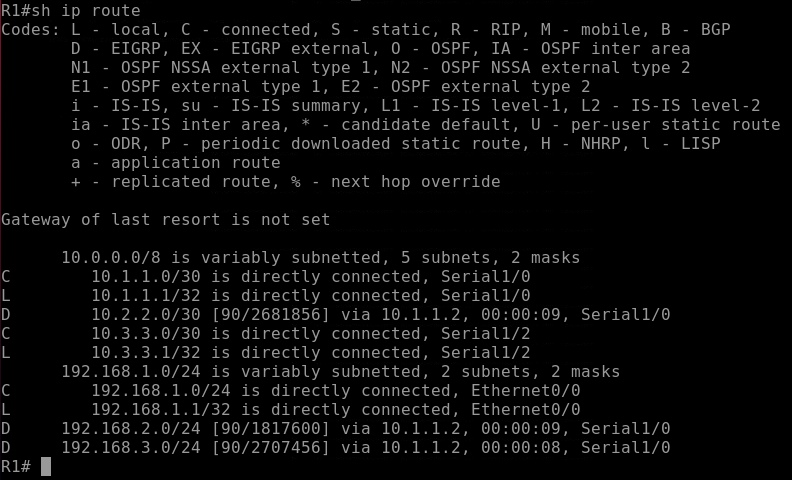 R1#sh ip route
Codes: L - local, C - connected, S - static, R - RIP, M - mobile, B - BGP
       D - EIGRP, EX - EIGRP external, O - OSPF, IA - OSPF inter area
       N1 - OSPF NSSA external type 1, N2 - OSPF NSSA external type 2
       E1 - OSPF external type 1, E2 - OSPF external type 2
       i - IS-IS, su - IS-IS summary, L1 - IS-IS level-1, L2 - IS-IS level-2
       ia - IS-IS inter area, * - candidate default, U - per-user static route
       o - ODR, P - periodic downloaded static route, H - NHRP, l - LISP
       a - application route
       + - replicated route, % - next hop override

Gateway of last resort is not set

      10.0.0.0/8 is variably subnetted, 5 subnets, 2 masks
C        10.1.1.0/30 is directly connected, Serial1/0
L        10.1.1.1/32 is directly connected, Serial1/0
D        10.2.2.0/30 [90/2681856] via 10.1.1.2, 00:00:09, Serial1/0
C        10.3.3.0/30 is directly connected, Serial1/2
L        10.3.3.1/32 is directly connected, Serial1/2
      192.168.1.0/24 is variably subnetted, 2 subnets, 2 masks
C        192.168.1.0/24 is directly connected, Ethernet0/0
L        192.168.1.1/32 is directly connected, Ethernet0/0
D     192.168.2.0/24 [90/1817600] via 10.1.1.2, 00:00:09, Serial1/0
D     192.168.3.0/24 [90/2707456] via 10.1.1.2, 00:00:08, Serial1/0
R1#